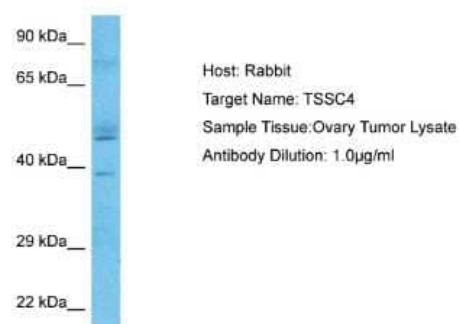 90 kDa
65 kDa
Host: Rabbit
Target Name: TSSC4
Sample Tissue:Ovary Tumor Lysate
Antibody Dilution: 1.0µg/ml
40 kDa
29 kDa
22 kDa